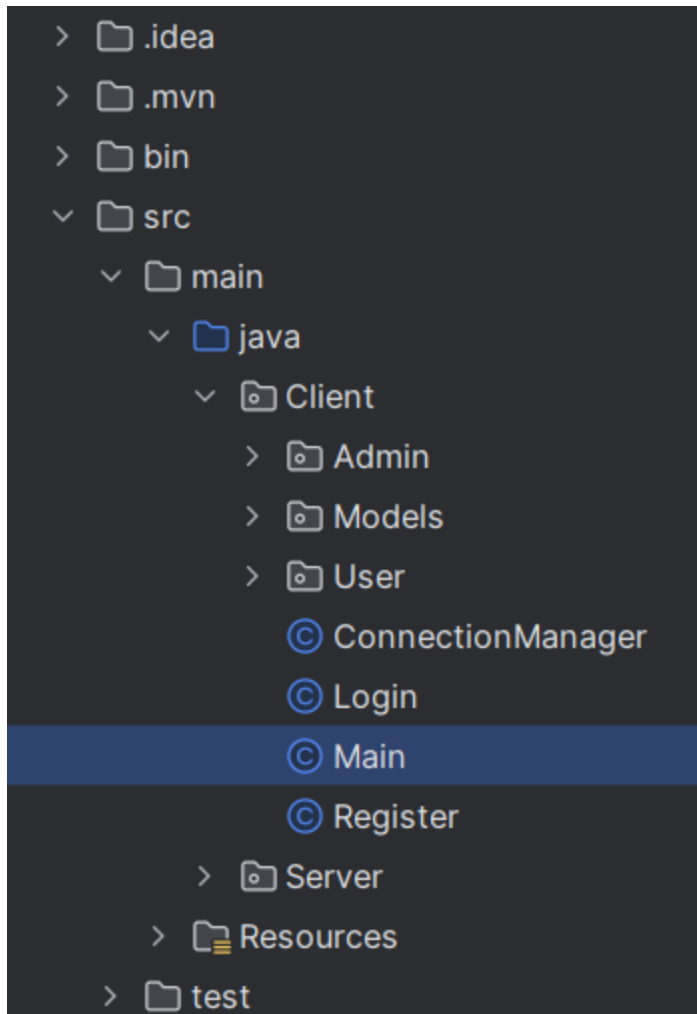 .idea
.mvn
bin
src
main
java
Client
Admin
Models
User
ConnectionManager
Login
Main
Register
Server
Resources
test